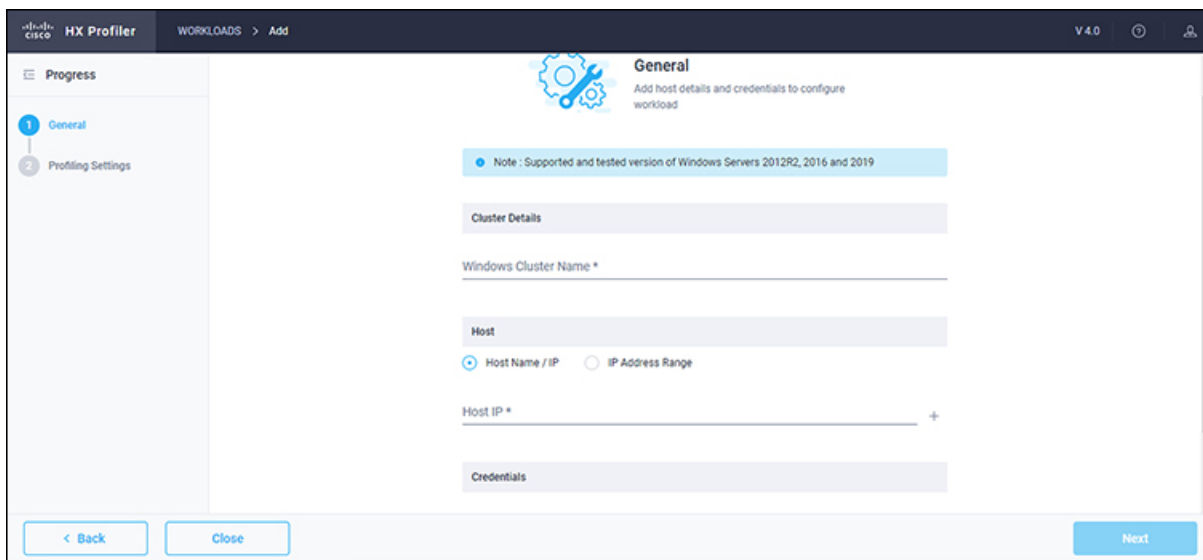 cisco HX Profiler WORKLOADS > Add V 4.0
Progress
1 General
2 Profiling Settings
General
Add host details and credentials to configure
workload
Note : Supported and tested version of Windows Servers 2012R2, 2016 and 2019
Cluster Details
Windows Cluster Name *
Host
Host Name / IP IP Address Range
Host IP *
Credentials
< Back Close Next